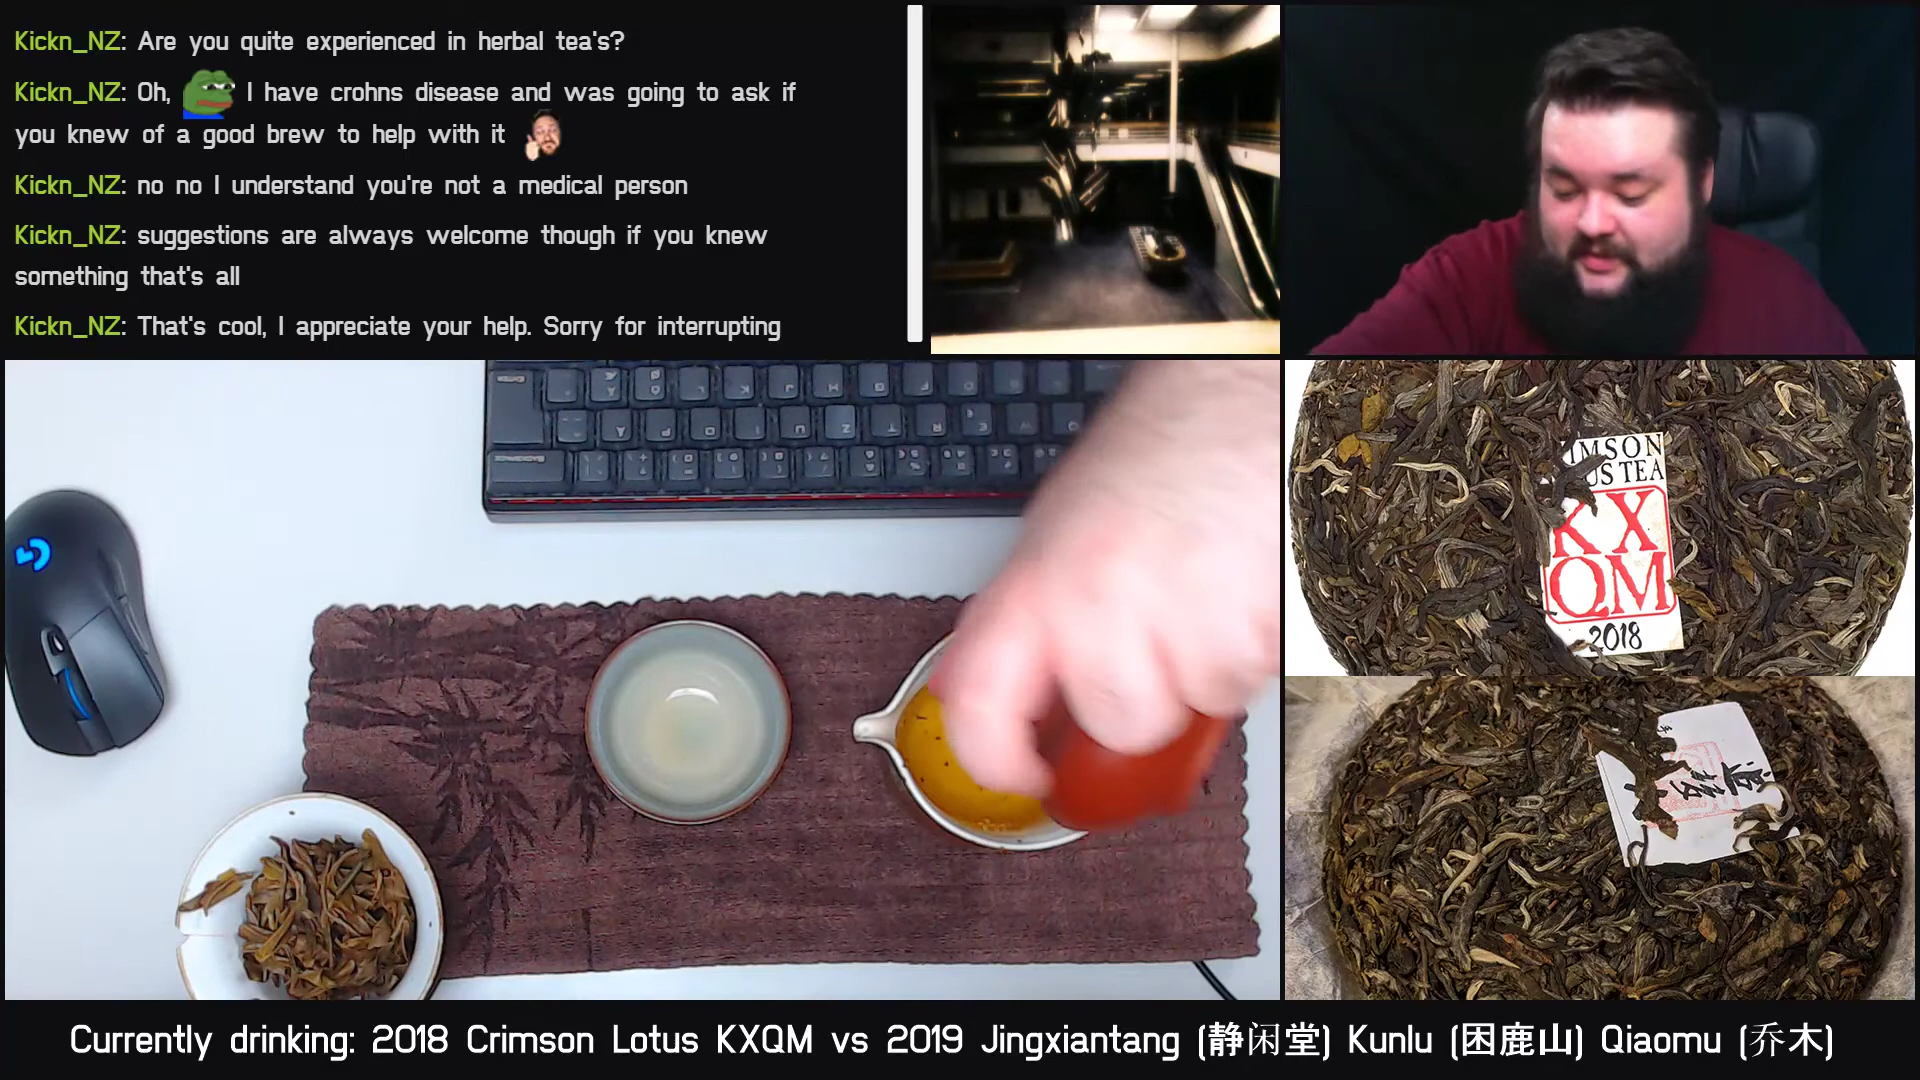 Kickn_NZ: Are you quite experienced in herbal tea's?
Kickn_NZ: Oh, I have crohns disease and was going to ask if
you knew of a good brew to help with it
Kickn_NZ: no no I understand you're not a medical person
Kickn_NZ: suggestions are always welcome though if you knew
something that's all
Kickn_NZ: That's cool, I appreciate your help. Sorry for interrupting
TEA
KX
QM
2018
Currently drinking: 2018 Crimson Lotus KXQM vs 2019 Jingxiantang (静闲堂) Kunlu (困鹿山) Qiaomu (乔木)